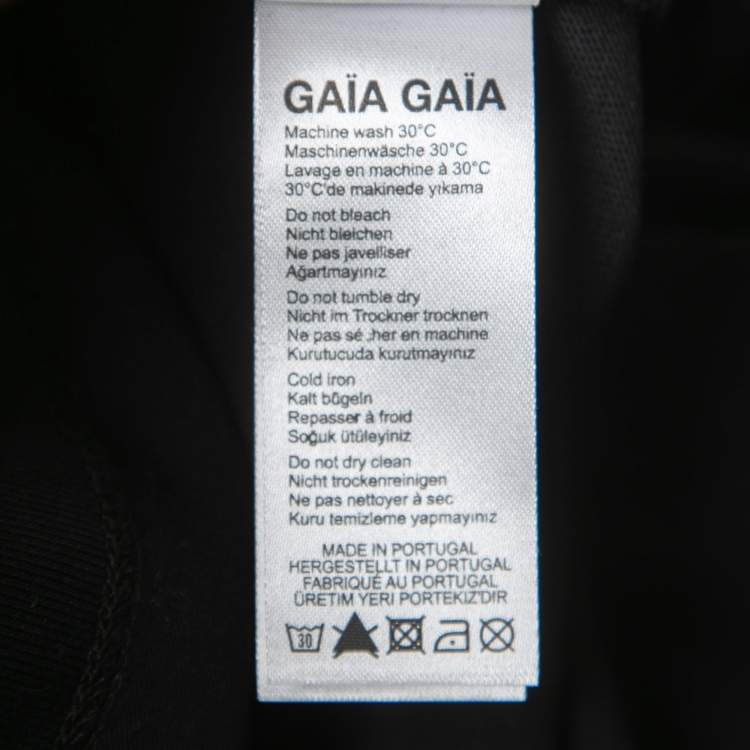 GAÏA GAÏA
Machine wash 30°C
Maschinenwäsche 30°C
Lavage en machine à 30°C
30°C'de makinede yıkama
Do not bleach
Nicht bleichen
Ne pas javelliser
Ağartmayınız
Do not tumble dry
Nicht im Trockner trocknen
Ne pas sécher en machine
Kurutucuda kurutmayınız
Cold iron
Kalt bügeln
Repasser à froid
Soğuk ütüleyiniz
Do not dry clean
Nicht trockenreinigen
Ne pas nettoyer à sec
Kuru temizleme yapmayınız
MADE IN PORTUGAL
HERGESTELLT IN PORTUGAL
FABRIQUÉ AU PORTUGAL
ÜRETIM YERI PORTEKIZ'DIR
30